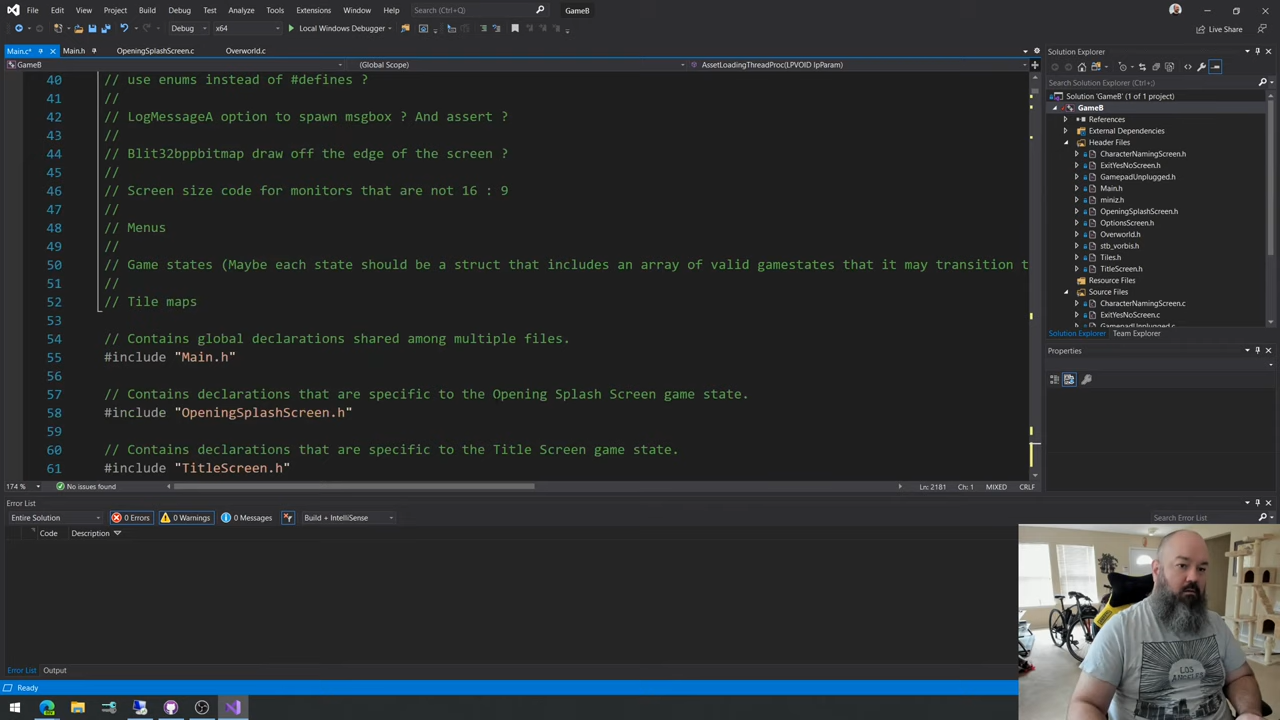 File Edit View Git Project Build Debug Test Analyze Tools Extensions Window Help Search (Ctrl+Q) GameB
Debug x64 Local Windows Debugger Live Share
Main.c* Main.h OpeningSplashScreen.c Overworld.c
GameB (Global Scope) AssetLoadingThreadProc(LPVOID lpParam)
40 // use enums instead of #defines ?
41 //
42 // LogMessageA option to spawn msgbox ? And assert ?
43 //
44 // Blit32bppbitmap draw off the edge of the screen ?
45 //
46 // Screen size code for monitors that are not 16 : 9
47 //
48 // Menus
49 //
50 // Game states (Maybe each state should be a struct that includes an array of valid gamestates that it may transition t
51 //
52 // Tile maps
53
54 // Contains global declarations shared among multiple files.
55 #include "Main.h"
56
57 // Contains declarations that are specific to the Opening Splash Screen game state.
58 #include "OpeningSplashScreen.h"
59
60 // Contains declarations that are specific to the Title Screen game state.
61 #include "TitleScreen.h"
174 % No issues found Ln: 2181 Ch: 1 MIXED CRLF
Solution Explorer
Search Solution Explorer (Ctrl+;)
Solution 'GameB' (1 of 1 project)
GameB
References
External Dependencies
Header Files
CharacterNamingScreen.h
ExitYesNoScreen.h
GamepadUnplugged.h
Main.h
miniz.h
OpeningSplashScreen.h
OptionsScreen.h
Overworld.h
stb_vorbis.h
Tiles.h
TitleScreen.h
Resource Files
Source Files
CharacterNamingScreen.c
ExitYesNoScreen.c
GamepadUnplugged.c
Solution Explorer Team Explorer
Properties
Error List
Entire Solution 0 Errors 0 Warnings 0 Messages Build + IntelliSense Search Error List
Code Description
Error List Output
Ready
LOS ANGELES